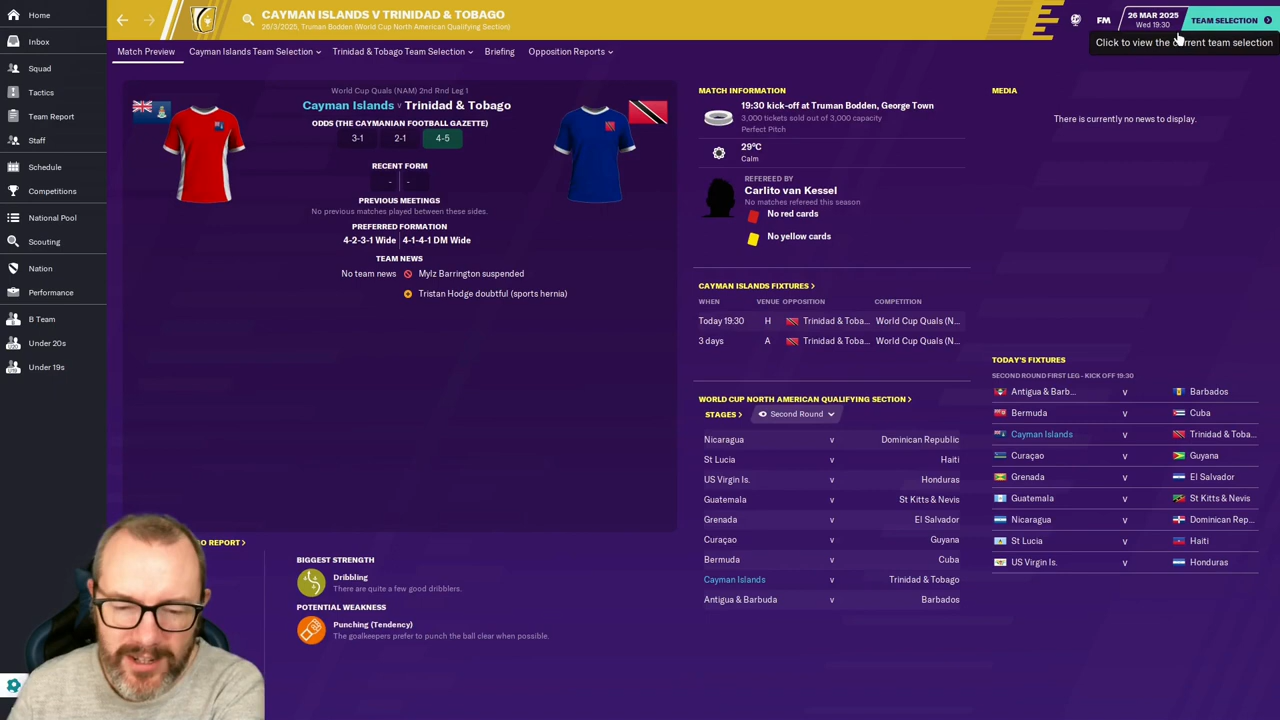 Home
Inbox
Squad
Tactics
Team Report
Staff
Schedule
Competitions
National Pool
Scouting
Nation
Performance
B Team
Under 20s
Under 19s
CAYMAN ISLANDS V TRINIDAD & TOBAGO
26/3/2025, Truman Bodden (World Cup North American Qualifying Section)
FM
26 MAR 2025
Wed 19:30
TEAM SELECTION
Click to view the current team selection
Match Preview
Cayman Islands Team Selection
Trinidad & Tobago Team Selection
Briefing
Opposition Reports
World Cup Quals (NAM) 2nd Rnd Leg 1
Cayman Islands v Trinidad & Tobago
ODDS (THE CAYMANIAN FOOTBALL GAZETTE)
3-1 2-1 4-5
RECENT FORM
- -
PREVIOUS MEETINGS
No previous matches played between these sides.
PREFERRED FORMATION
4-2-3-1 Wide 4-1-4-1 DM Wide
TEAM NEWS
No team news Mylz Barrington suspended
Tristan Hodge doubtful (sports hernia)
O REPORT >
BIGGEST STRENGTH
Dribbling
There are quite a few good dribblers.
POTENTIAL WEAKNESS
Punching (Tendency)
The goalkeepers prefer to punch the ball clear when possible.
MATCH INFORMATION
19:30 kick-off at Truman Bodden, George Town
3,000 tickets sold out of 3,000 capacity
Perfect Pitch
29°C
Calm
REFEREED BY
Carlito van Kessel
No matches refereed this season
No red cards
No yellow cards
CAYMAN ISLANDS FIXTURES >
WHEN VENUE OPPOSITION COMPETITION
Today 19:30 H Trinidad & Toba... World Cup Quals (N...
3 days A Trinidad & Toba... World Cup Quals (N...
WORLD CUP NORTH AMERICAN QUALIFYING SECTION >
STAGES > Second Round
Nicaragua v Dominican Republic
St Lucia v Haiti
US Virgin Is. v Honduras
Guatemala v St Kitts & Nevis
Grenada v El Salvador
Curaçao v Guyana
Bermuda v Cuba
Cayman Islands v Trinidad & Tobago
Antigua & Barbuda v Barbados
MEDIA
There is currently no news to display.
TODAY'S FIXTURES
SECOND ROUND FIRST LEG - KICK OFF 19:30
Antigua & Barb... v Barbados
Bermuda v Cuba
Cayman Islands v Trinidad & Toba...
Curaçao v Guyana
Grenada v El Salvador
Guatemala v St Kitts & Nevis
Nicaragua v Dominican Rep...
St Lucia v Haiti
US Virgin Is. v Honduras